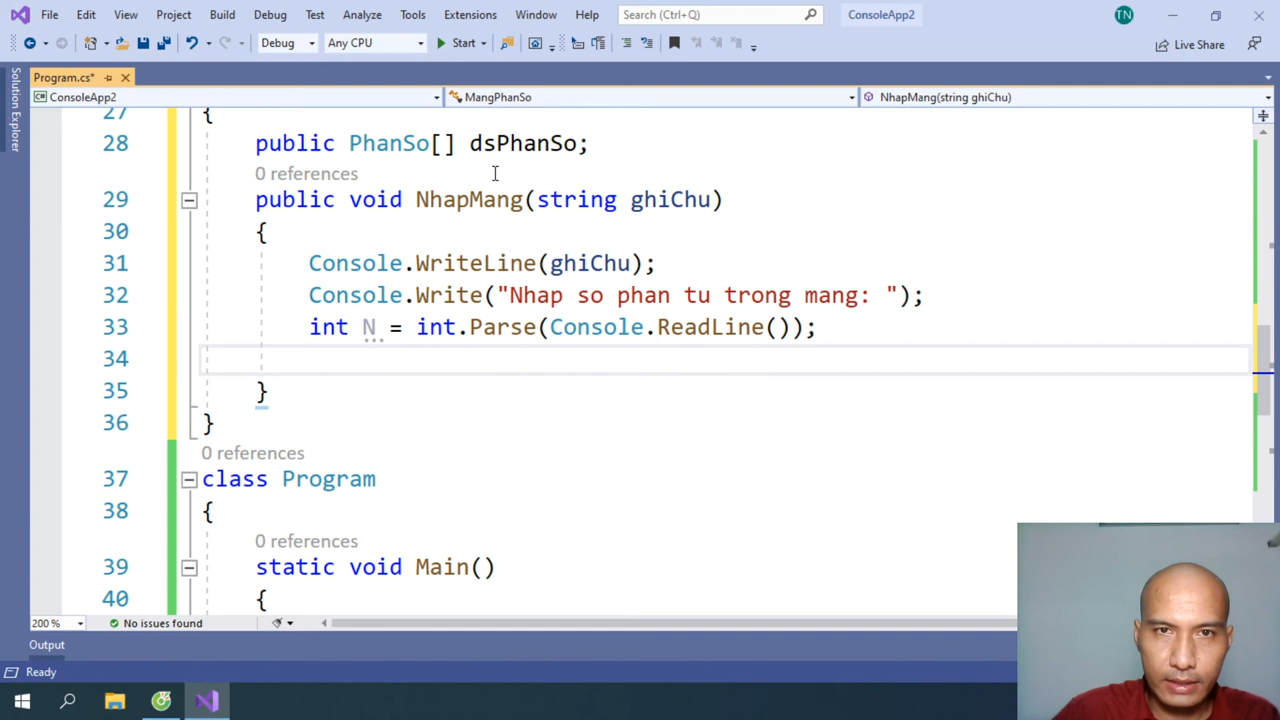 File Edit View Project Build Debug Test Analyze Tools Extensions Window Help Search (Ctrl+Q) ConsoleApp2 TN
Debug Any CPU Start Live Share
Program.cs*
ConsoleApp2 MangPhanSo NhapMang(string ghiChu)
Solution Explorer
27 {
28 public PhanSo[] dsPhanSo;
0 references
29 public void NhapMang(string ghiChu)
30 {
31 Console.WriteLine(ghiChu);
32 Console.Write("Nhap so phan tu trong mang: ");
33 int N = int.Parse(Console.ReadLine());
34
35 }
36 }
0 references
37 class Program
38 {
0 references
39 static void Main()
40 {
200 % No issues found
Output
Ready